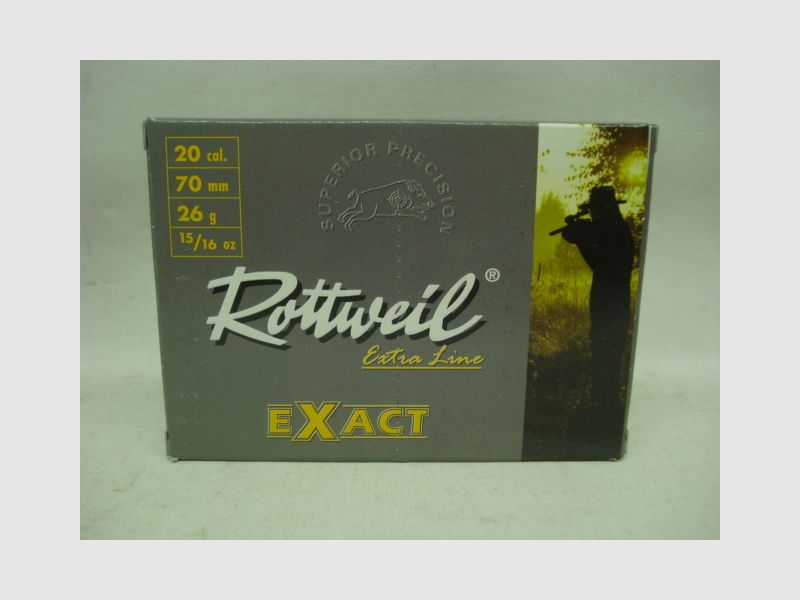 20 cal.
70 mm
26 g
15/16 oz
SUPERIOR PRECISION
Rottweil®
Extra Line
EXACT